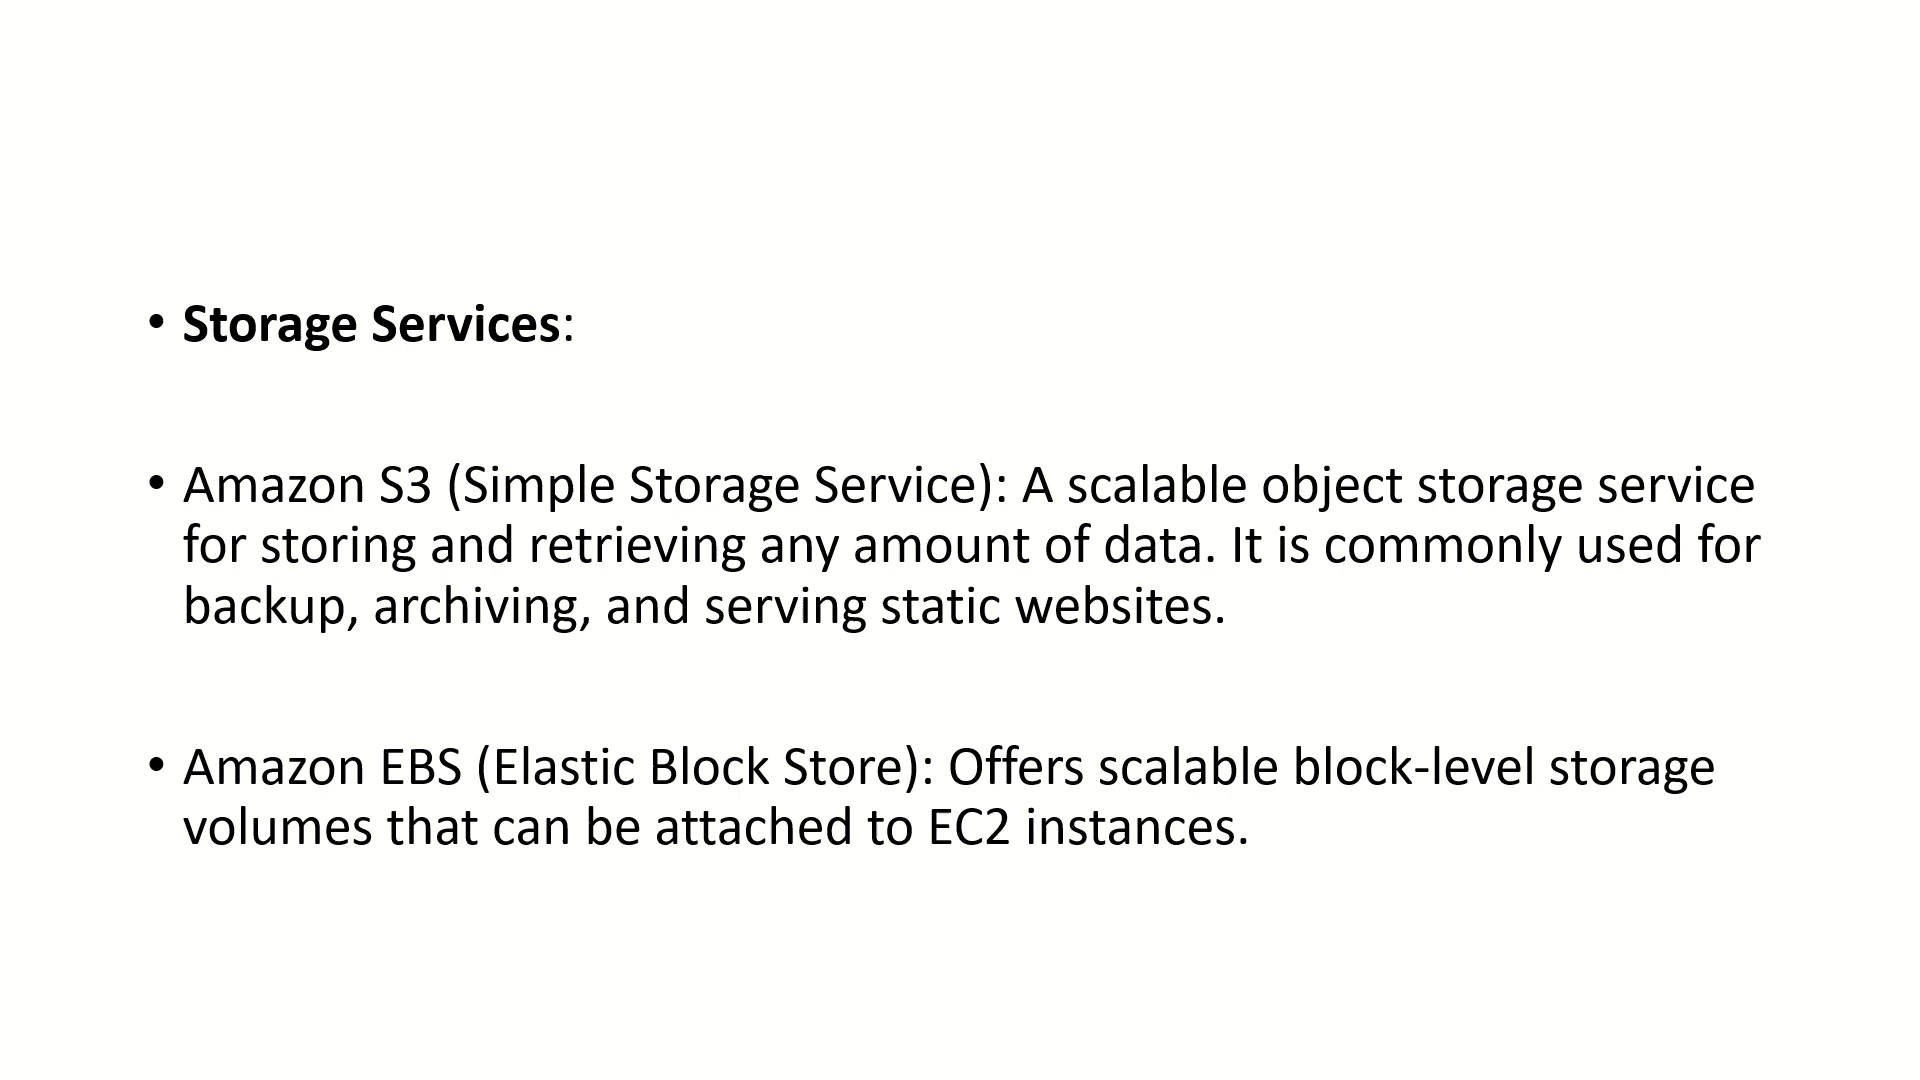 • Storage Services:
• Amazon S3 (Simple Storage Service): A scalable object storage service
for storing and retrieving any amount of data. It is commonly used for
backup, archiving, and serving static websites.
• Amazon EBS (Elastic Block Store): Offers scalable block-level storage
volumes that can be attached to EC2 instances.